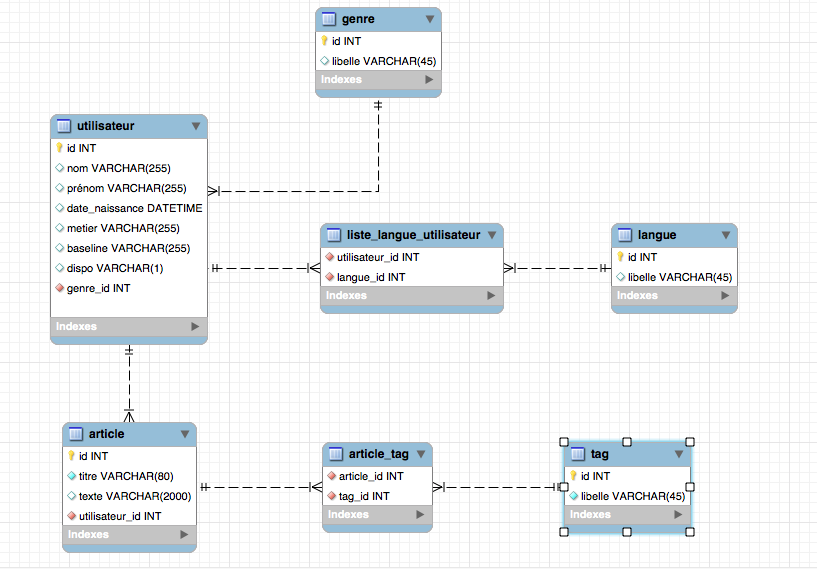 genre
id INT
libelle VARCHAR(45)
Indexes
utilisateur
id INT
nom VARCHAR(255)
prénom VARCHAR(255)
date_naissance DATETIME
metier VARCHAR(255)
baseline VARCHAR(255)
dispo VARCHAR(1)
genre_id INT
Indexes
liste_langue_utilisateur
utilisateur_id INT
langue_id INT
Indexes
langue
id INT
libelle VARCHAR(45)
Indexes
article
id INT
titre VARCHAR(80)
texte VARCHAR(2000)
utilisateur_id INT
Indexes
article_tag
article_id INT
tag_id INT
Indexes
tag
id INT
libelle VARCHAR(45)
Indexes